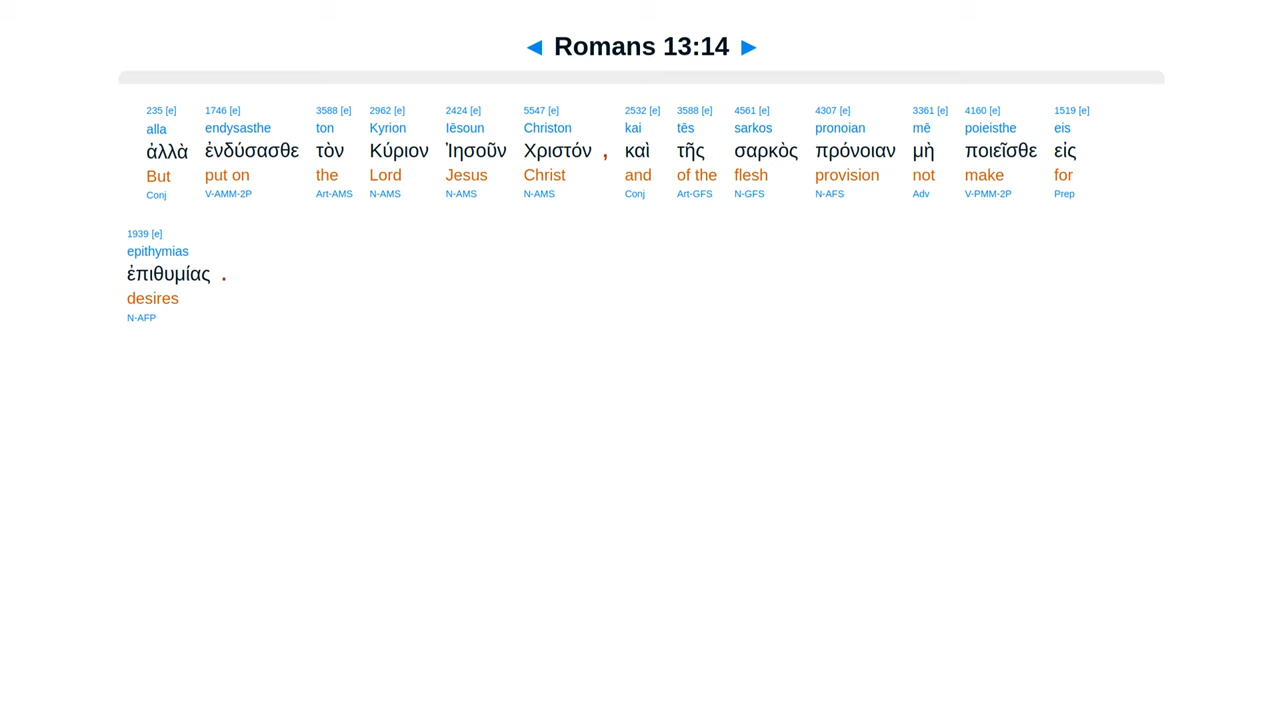 ◄ Romans 13:14 ►
235 [e] 1746 [e] 3588 [e] 2962 [e] 2424 [e] 5547 [e] 2532 [e] 3588 [e] 4561 [e] 4307 [e] 3361 [e] 4160 [e] 1519 [e]
alla endysasthe ton Kyrion Iēsoun Christon kai tēs sarkos pronoian mē poieisthe eis
ἀλλὰ ἐνδύσασθε τὸν Κύριον Ἰησοῦν Χριστόν , καὶ τῆς σαρκὸς πρόνοιαν μὴ ποιεῖσθε εἰς
But put on the Lord Jesus Christ and of the flesh provision not make for
Conj V-AMM-2P Art-AMS N-AMS N-AMS N-AMS Conj Art-GFS N-GFS N-AFS Adv V-PMM-2P Prep
1939 [e]
epithymias
ἐπιθυμίας .
desires
N-AFP